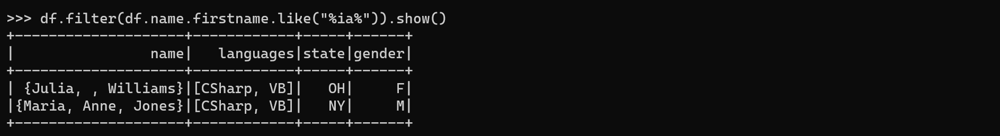 >>> df.filter(df.name.firstname.like("%ia%")).show()
+--------------------+------------+-----+------+
|                name|   languages|state|gender|
+--------------------+------------+-----+------+
| {Julia, , Williams}|[CSharp, VB]|   OH|     F|
|{Maria, Anne, Jones}|[CSharp, VB]|   NY|     M|
+--------------------+------------+-----+------+